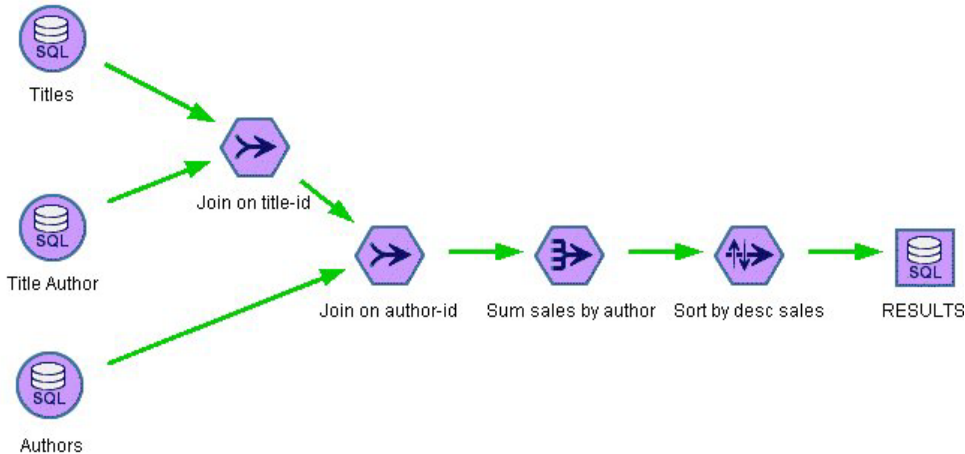 SQL
Titles
Join on title-id
SQL
Title Author
Join on author-id
Sum sales by author
Sort by desc sales
SQL
RESULTS
SQL
Authors